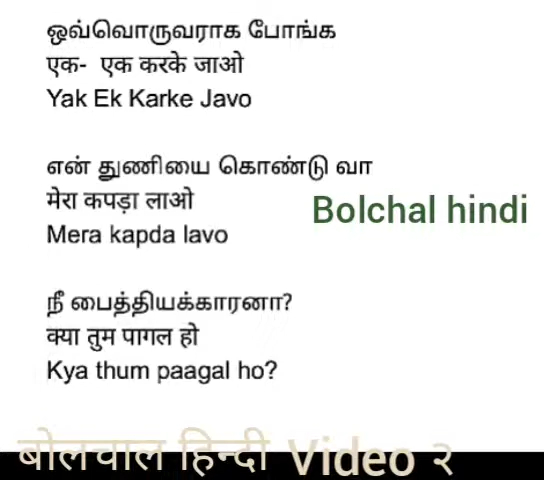 ஒவ்வொருவராக போங்க
एक- एक करके जाओ
Yak Ek Karke Javo
என் துணியை கொண்டு வா
मेरा कपड़ा लाओ
Bolchal hindi
Mera kapda lavo
நீ பைத்தியக்காரனா?
क्या तुम पागल हो
Kya thum paagal ho?
बोलचाल हिन्दी Video २